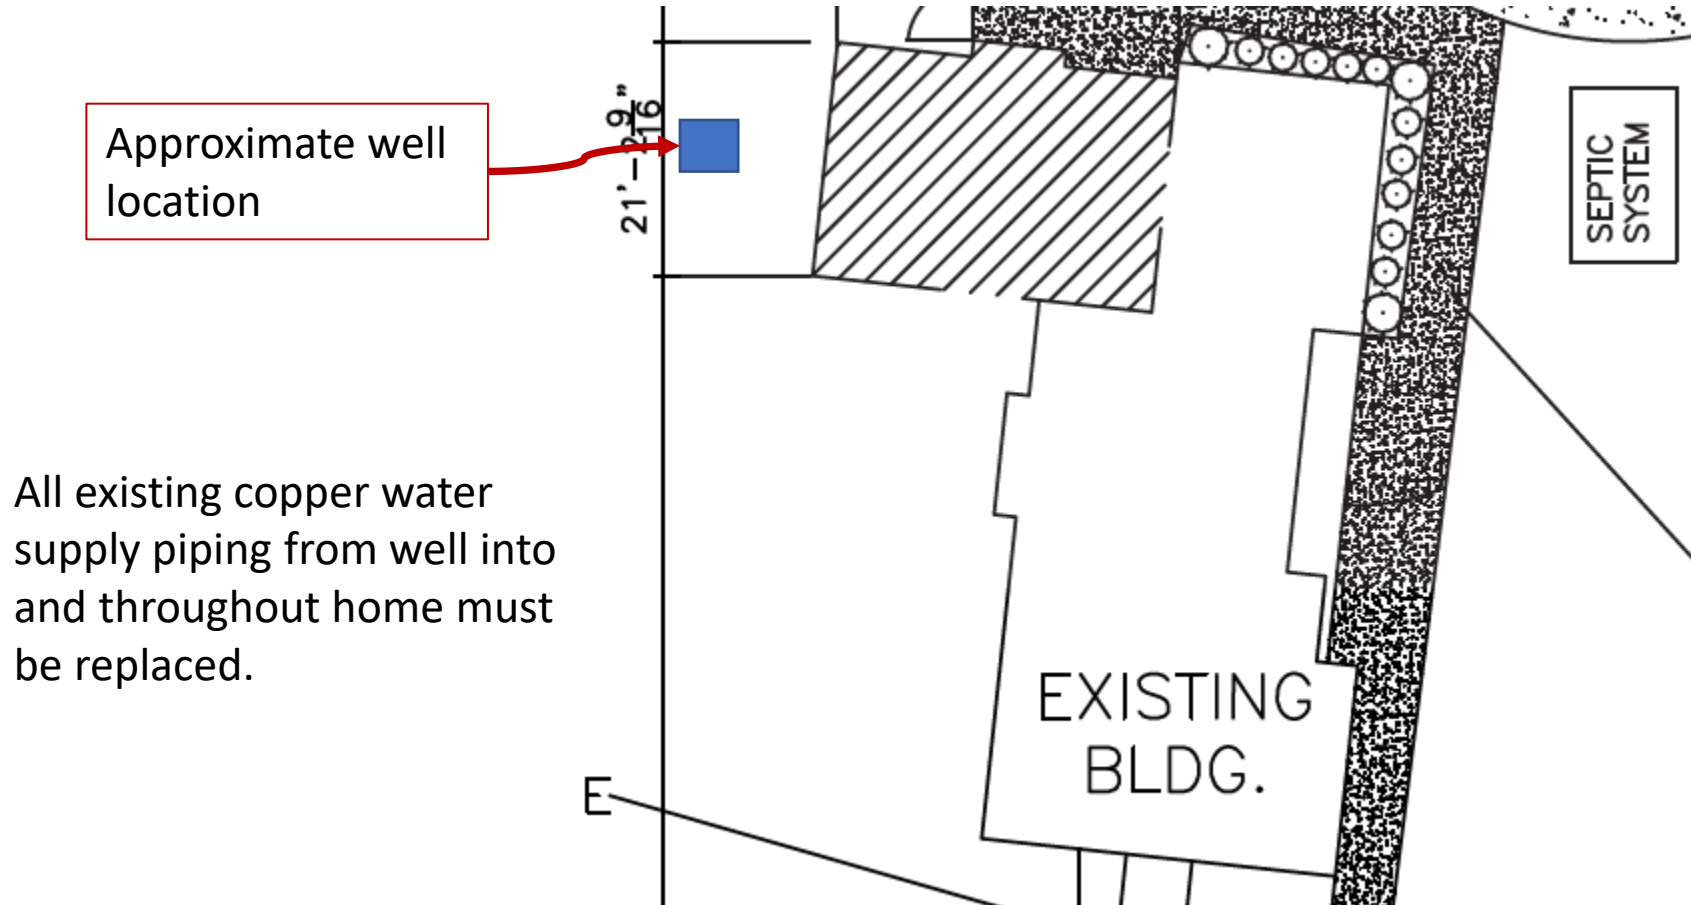 Approximate well
location
21'-2 9/16"
SEPTIC
SYSTEM
All existing copper water
supply piping from well into
and throughout home must
be replaced.
EXISTING
BLDG.
E